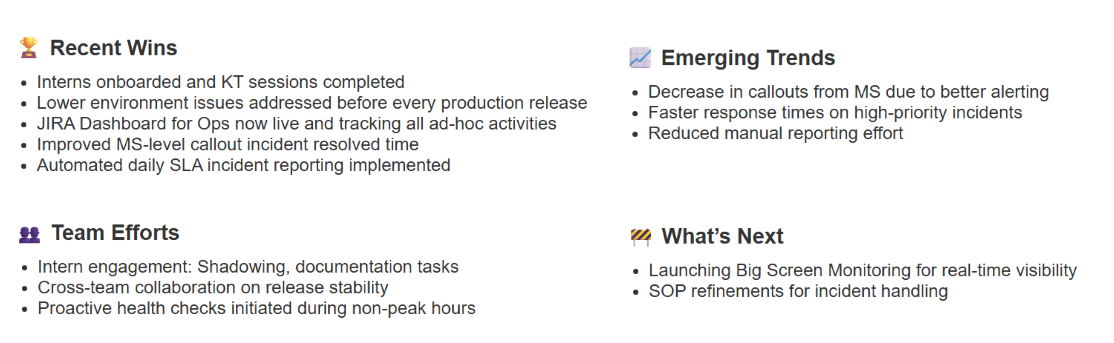 Recent Wins
• Interns onboarded and KT sessions completed
• Lower environment issues addressed before every production release
• JIRA Dashboard for Ops now live and tracking all ad-hoc activities
• Improved MS-level callout incident resolved time
• Automated daily SLA incident reporting implemented
Emerging Trends
• Decrease in callouts from MS due to better alerting
• Faster response times on high-priority incidents
• Reduced manual reporting effort
Team Efforts
• Intern engagement: Shadowing, documentation tasks
• Cross-team collaboration on release stability
• Proactive health checks initiated during non-peak hours
What’s Next
• Launching Big Screen Monitoring for real-time visibility
• SOP refinements for incident handling